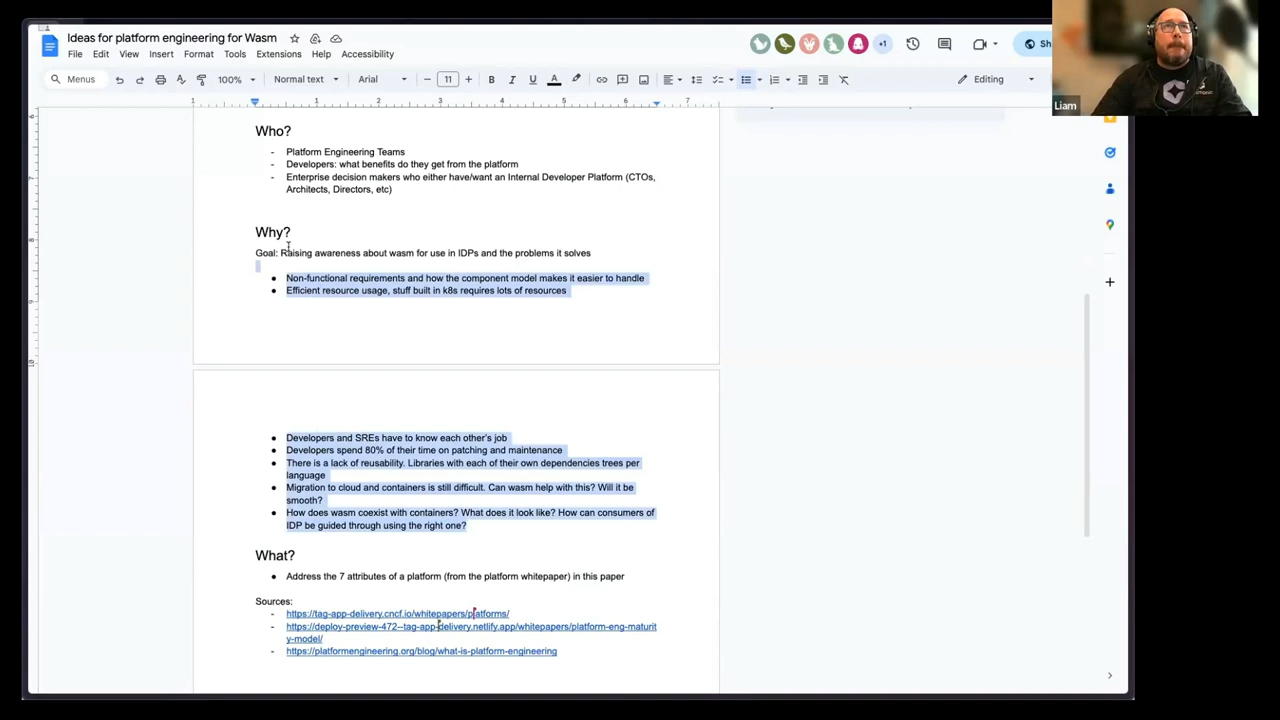 Ideas for platform engineering for Wasm
File Edit View Insert Format Tools Extensions Help Accessibility
+1
Sh
Menus
100%
Normal text
Arial
11
B I U A
Editing
1 1 2 3 4 5 6 7
Liam
Who?
- Platform Engineering Teams
- Developers: what benefits do they get from the platform
- Enterprise decision makers who either have/want an Internal Developer Platform (CTOs,
Architects, Directors, etc)
Why?
Goal: Raising awareness about wasm for use in IDPs and the problems it solves
● Non-functional requirements and how the component model makes it easier to handle
● Efficient resource usage, stuff built in k8s requires lots of resources
● Developers and SREs have to know each other's job
● Developers spend 80% of their time on patching and maintenance
● There is a lack of reusability. Libraries with each of their own dependencies trees per
language
● Migration to cloud and containers is still difficult. Can wasm help with this? Will it be
smooth?
● How does wasm coexist with containers? What does it look like? How can consumers of
IDP be guided through using the right one?
What?
● Address the 7 attributes of a platform (from the platform whitepaper) in this paper
Sources:
- https://tag-app-delivery.cncf.io/whitepapers/platforms/
- https://deploy-preview-472--tag-app-delivery.netlify.app/whitepapers/platform-eng-maturit
y-model/
- https://platformengineering.org/blog/what-is-platform-engineering